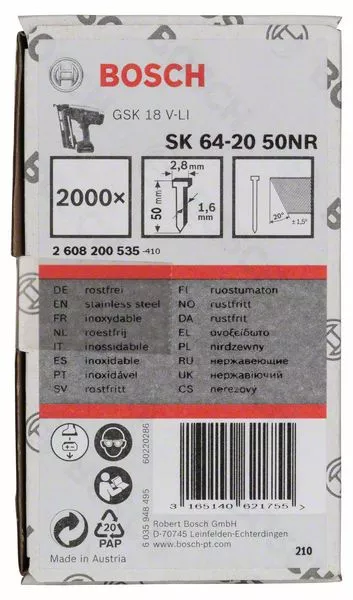 BOSCH
GSK 18 V-LI
SK 64-20 50NR
2000×
2,8 mm
50 mm
1,6 mm
20°
± 1,5°
2 608 200 535 -410
DE rostfrei
EN stainless steel
FR inoxydable
NL roestfrij
IT inossidabile
ES inoxidable
PT inoxidável
SV rostfritt
FI ruostumaton
NO rustfritt
DA rustfrit
EL ανοξείδωτο
PL nirdzewny
RU нержавеющие
UK нержавіючий
CS nerezovy
60220286
6 035 948 495
3 165140 621755
20
PAP
Robert Bosch GmbH
D-70745 Leinfelden-Echterdingen
www.bosch-pt.com
Made in Austria
210